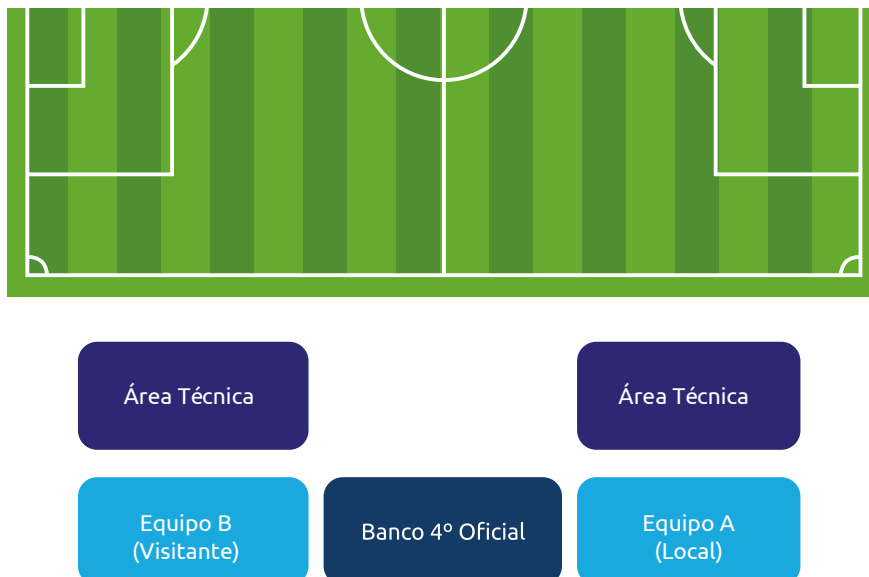 Área Técnica
Área Técnica
Equipo B
(Visitante)
Banco 4º Oficial
Equipo A
(Local)